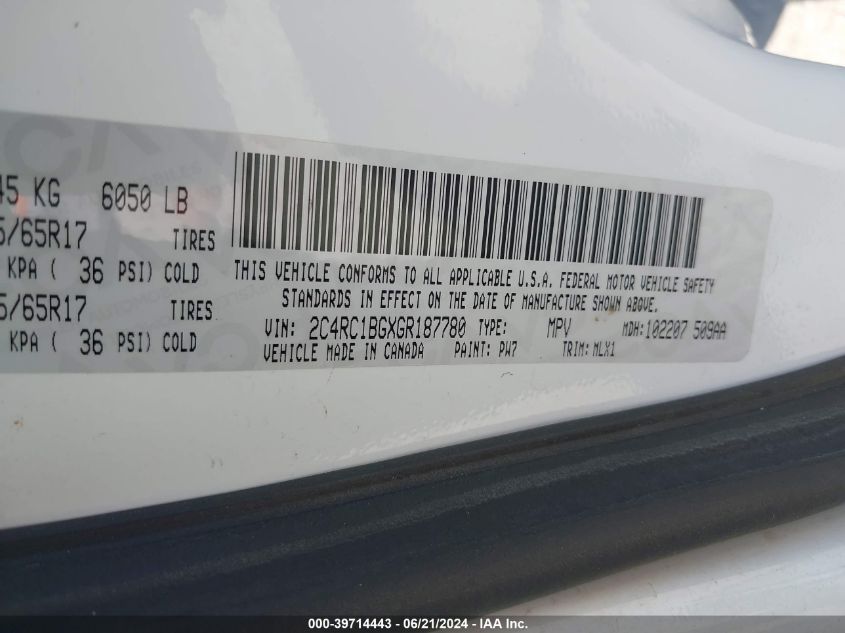 45 KG 6050 LB
5/65R17 TIRES
KPA ( 36 PSI) COLD
5/65R17 TIRES
KPA ( 36 PSI) COLD
THIS VEHICLE CONFORMS TO ALL APPLICABLE U.S.A. FEDERAL MOTOR VEHICLE SAFETY
STANDARDS IN EFFECT ON THE DATE OF MANUFACTURE SHOWN ABOVE.
VIN: 2C4RC1BGXGR187780 TYPE: MPV MDH: 102207 509AA
VEHICLE MADE IN CANADA PAINT: PW7 TRIM: MLX1
000-39714443 - 06/21/2024 - IAA Inc.